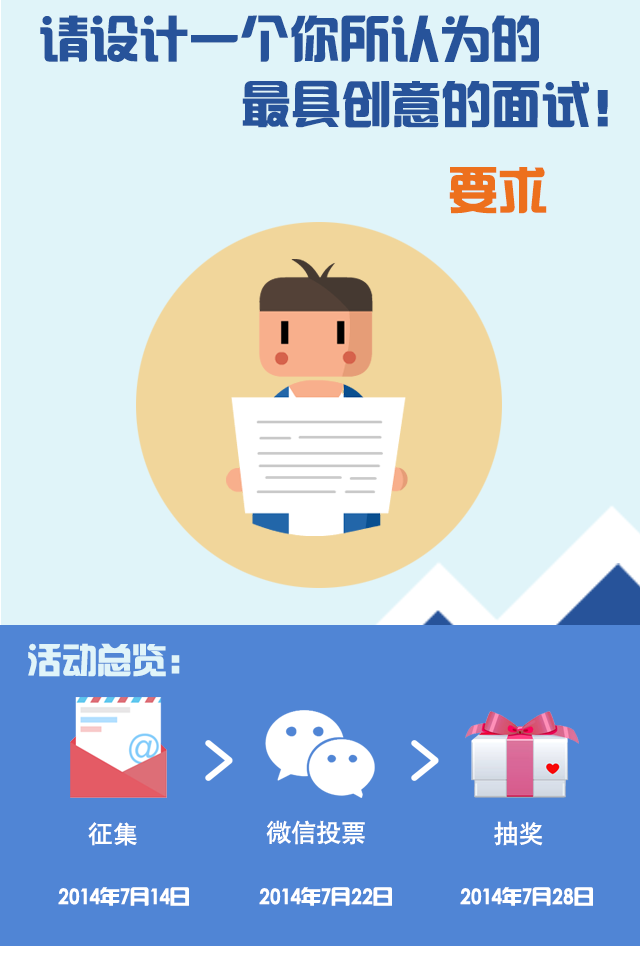 请设计一个你所认为的
最具创意的面试!
要求
活动总览:
@
征集
微信投票
抽奖
2014年7月14日
2014年7月22日
2014年7月28日